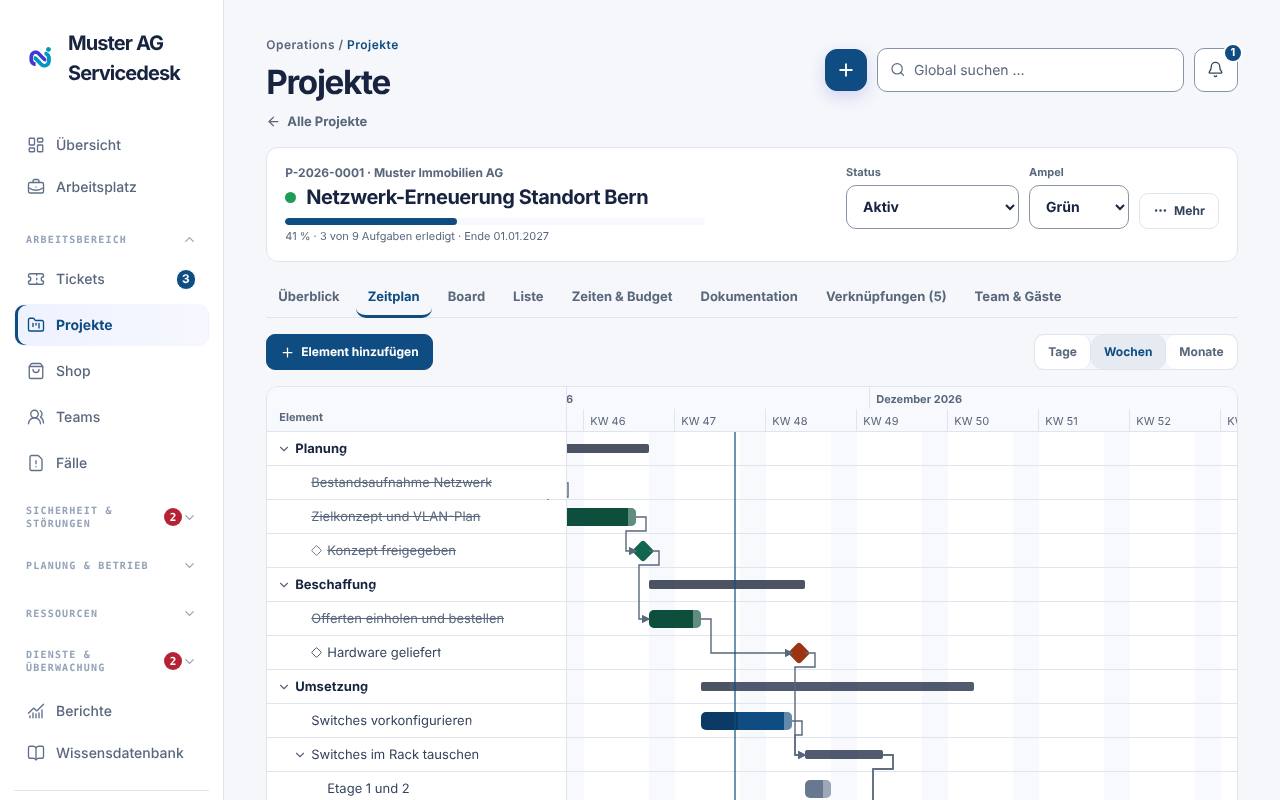 Muster AG
Servicedesk
Übersicht
Arbeitsplatz
ARBEITSBEREICH
Tickets 3
Projekte
Shop
Teams
Fälle
SICHERHEIT &
STÖRUNGEN 2
PLANUNG & BETRIEB
RESSOURCEN
DIENSTE &
ÜBERWACHUNG 2
Berichte
Wissensdatenbank
Operations / Projekte
Projekte
Global suchen ...
1
Alle Projekte
P-2026-0001 · Muster Immobilien AG
Netzwerk-Erneuerung Standort Bern
41 % · 3 von 9 Aufgaben erledigt · Ende 01.01.2027
Status
Aktiv
Ampel
Grün
Mehr
Überblick Zeitplan Board Liste Zeiten & Budget Dokumentation Verknüpfungen (5) Team & Gäste
Element hinzufügen
Tage Wochen Monate
6 Dezember 2026
Element KW 46 KW 47 KW 48 KW 49 KW 50 KW 51 KW 52
Planung
Bestandsaufnahme Netzwerk
Zielkonzept und VLAN-Plan
Konzept freigegeben
Beschaffung
Offerten einholen und bestellen
Hardware geliefert
Umsetzung
Switches vorkonfigurieren
Switches im Rack tauschen
Etage 1 und 2